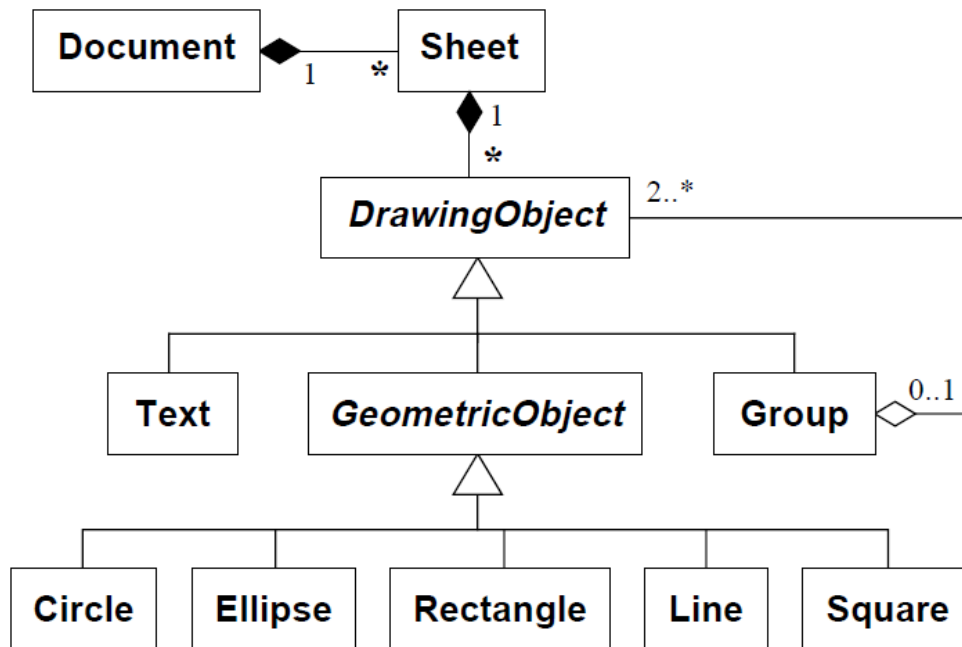 Document
1
*
Sheet
1
*
DrawingObject
2..*
Text
GeometricObject
Group
0..1
Circle
Ellipse
Rectangle
Line
Square